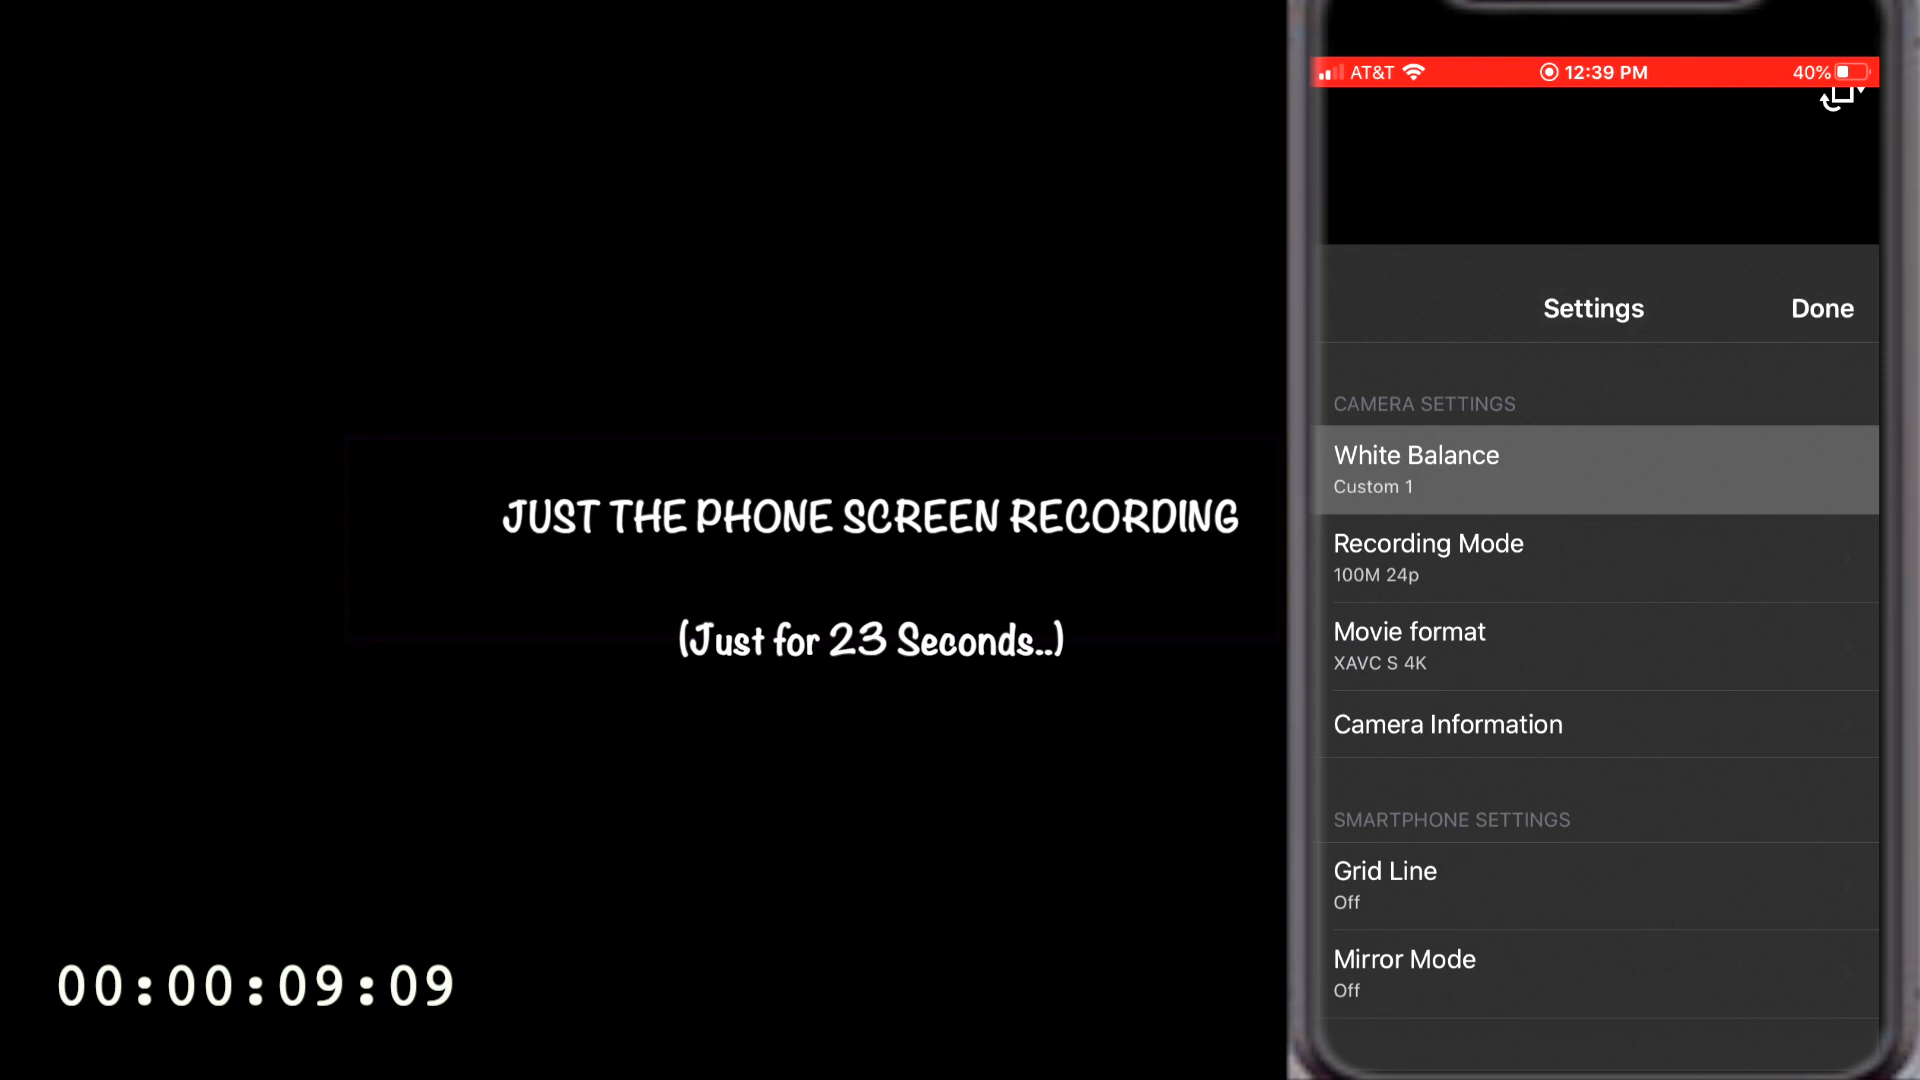 AT&T 12:39 PM 40%
Settings Done
CAMERA SETTINGS
White Balance
Custom 1
Recording Mode
100M 24p
Movie format
XAVC S 4K
Camera Information
SMARTPHONE SETTINGS
Grid Line
Off
Mirror Mode
Off
JUST THE PHONE SCREEN RECORDING
(Just for 23 Seconds..)
00:00:09:09